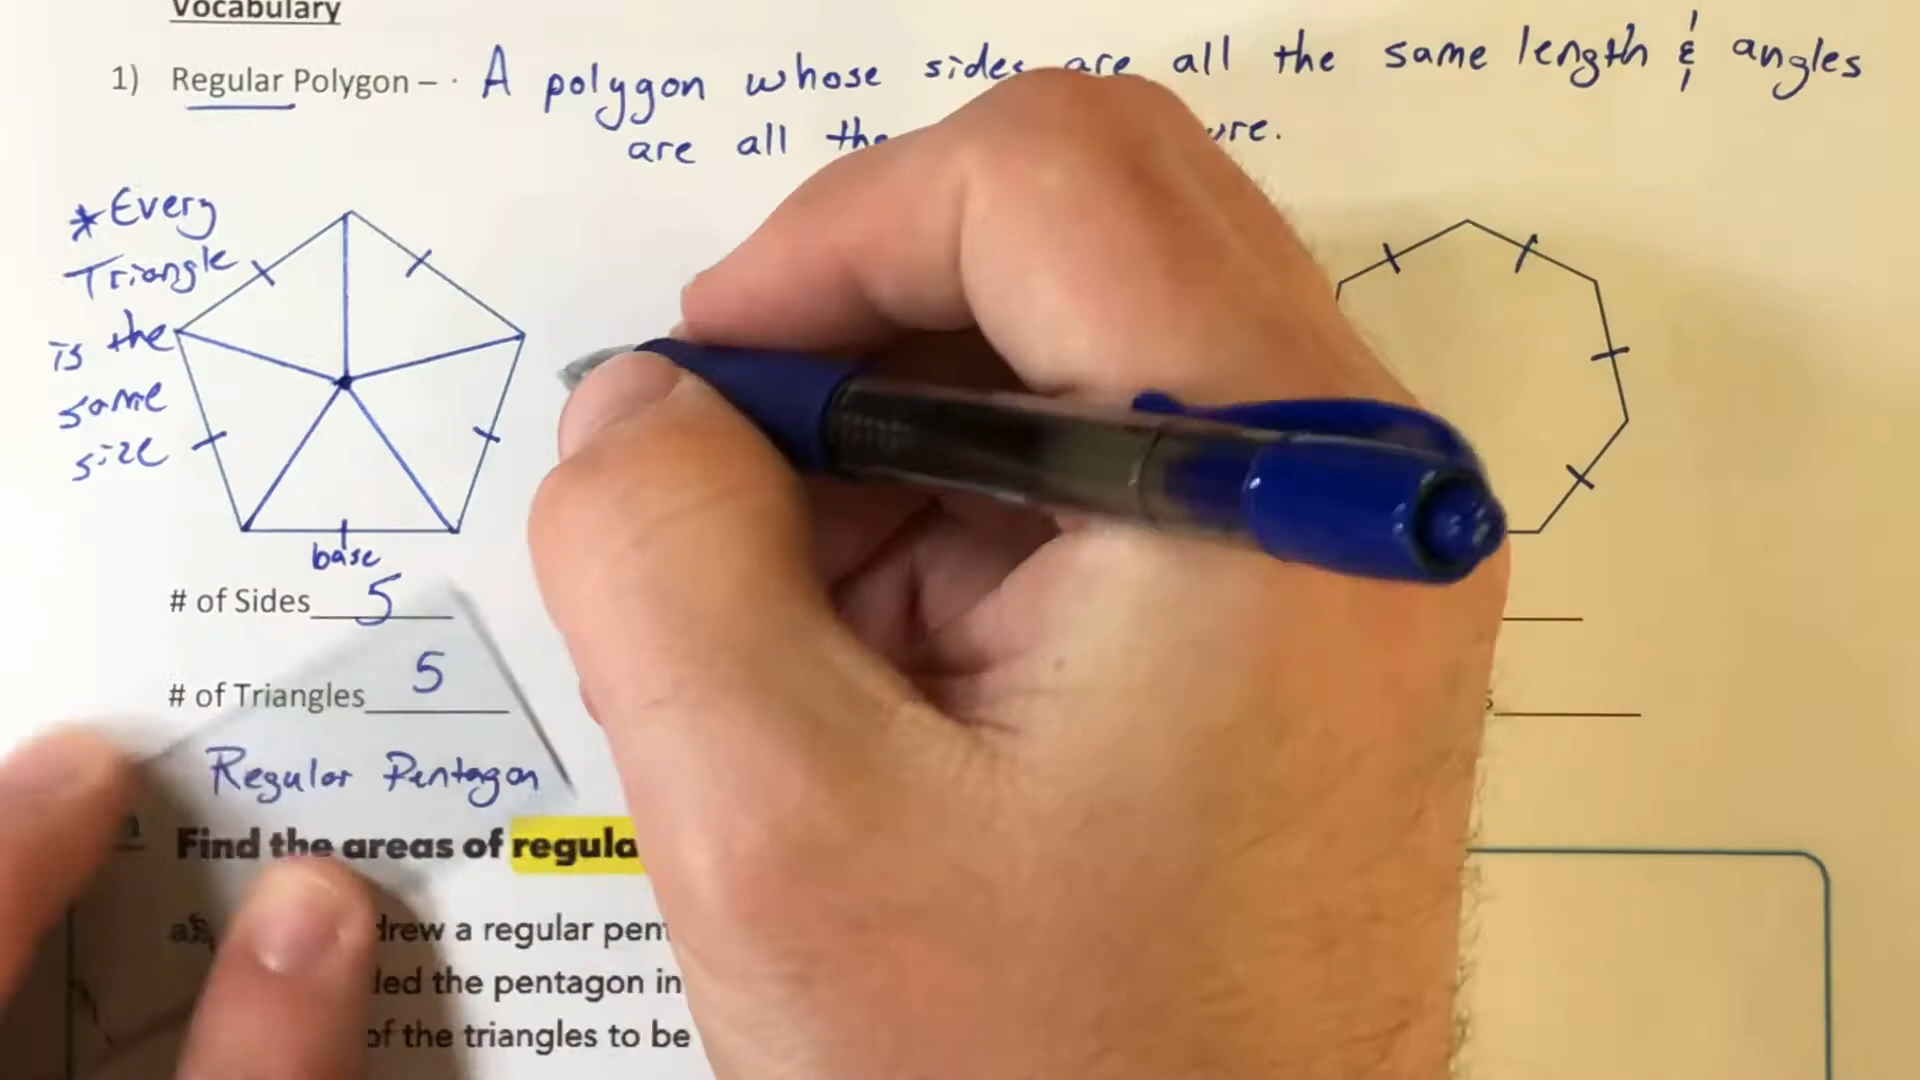 Vocabulary
1) Regular Polygon – · A polygon whose sides are all the same length & angles
are all the
*Every
Triangle
is the
same
size
base
# of Sides 5
# of Triangles 5
Regular Pentagon
Find the areas of regula
drew a regular pen
led the pentagon in
of the triangles to be